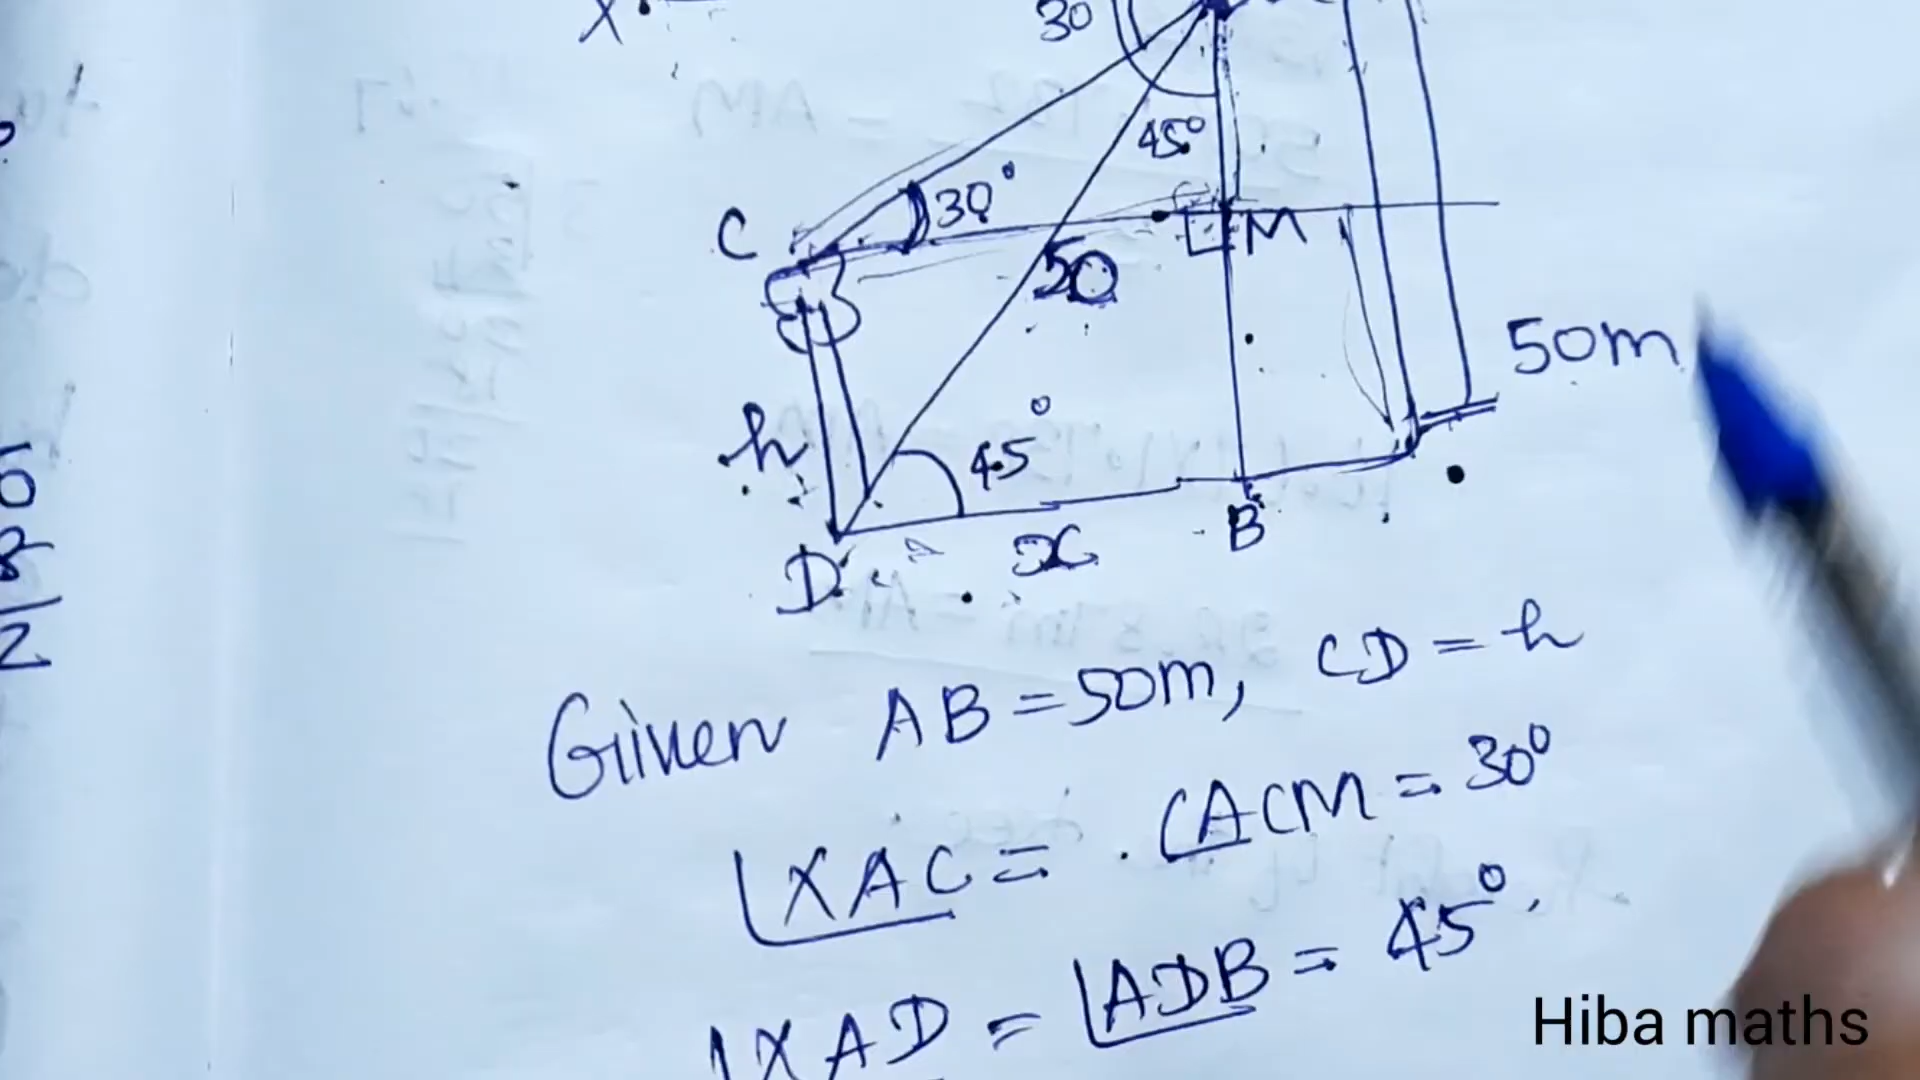 X
30
45°
C
30°
M
50
50m
h
45°
D
x
B
Given AB = 50m, CD = h
∠XAC = ∠ACM = 30°
∠XAD = ∠ADB = 45°.
Hiba maths